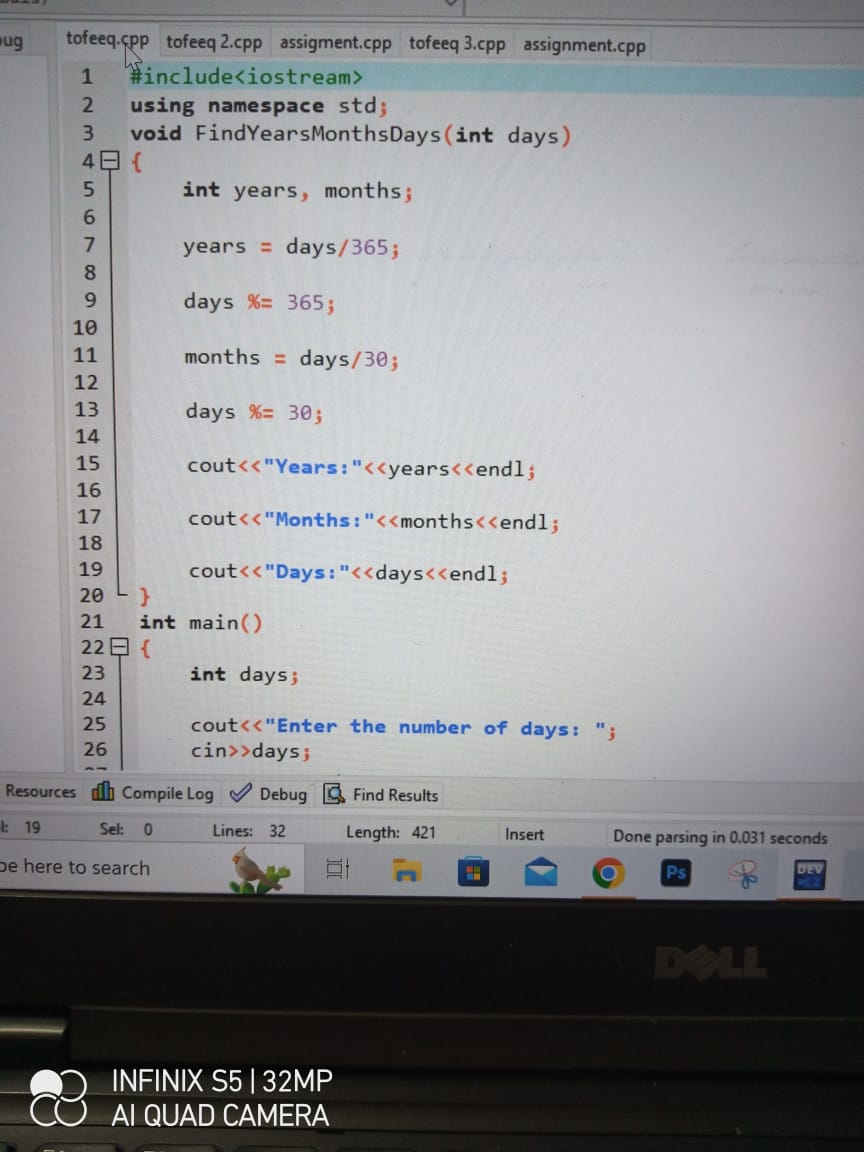 tofeeq.cpp tofeeq 2.cpp assigment.cpp tofeeq 3.cpp assignment.cpp
1 #include<iostream>
2 using namespace std;
3 void FindYearsMonthsDays(int days)
4 {
5 int years, months;
6
7 years = days/365;
8
9 days %= 365;
10
11 months = days/30;
12
13 days %= 30;
14
15 cout<<"Years:"<<years<<endl;
16
17 cout<<"Months:"<<months<<endl;
18
19 cout<<"Days:"<<days<<endl;
20 }
21 int main()
22 {
23 int days;
24
25 cout<<"Enter the number of days: ";
26 cin>>days;
Resources Compile Log Debug Find Results
19 Sel: 0 Lines: 32 Length: 421 Insert Done parsing in 0.031 seconds
here to search
Ps
DEV
DELL
INFINIX S5 | 32MP
AI QUAD CAMERA